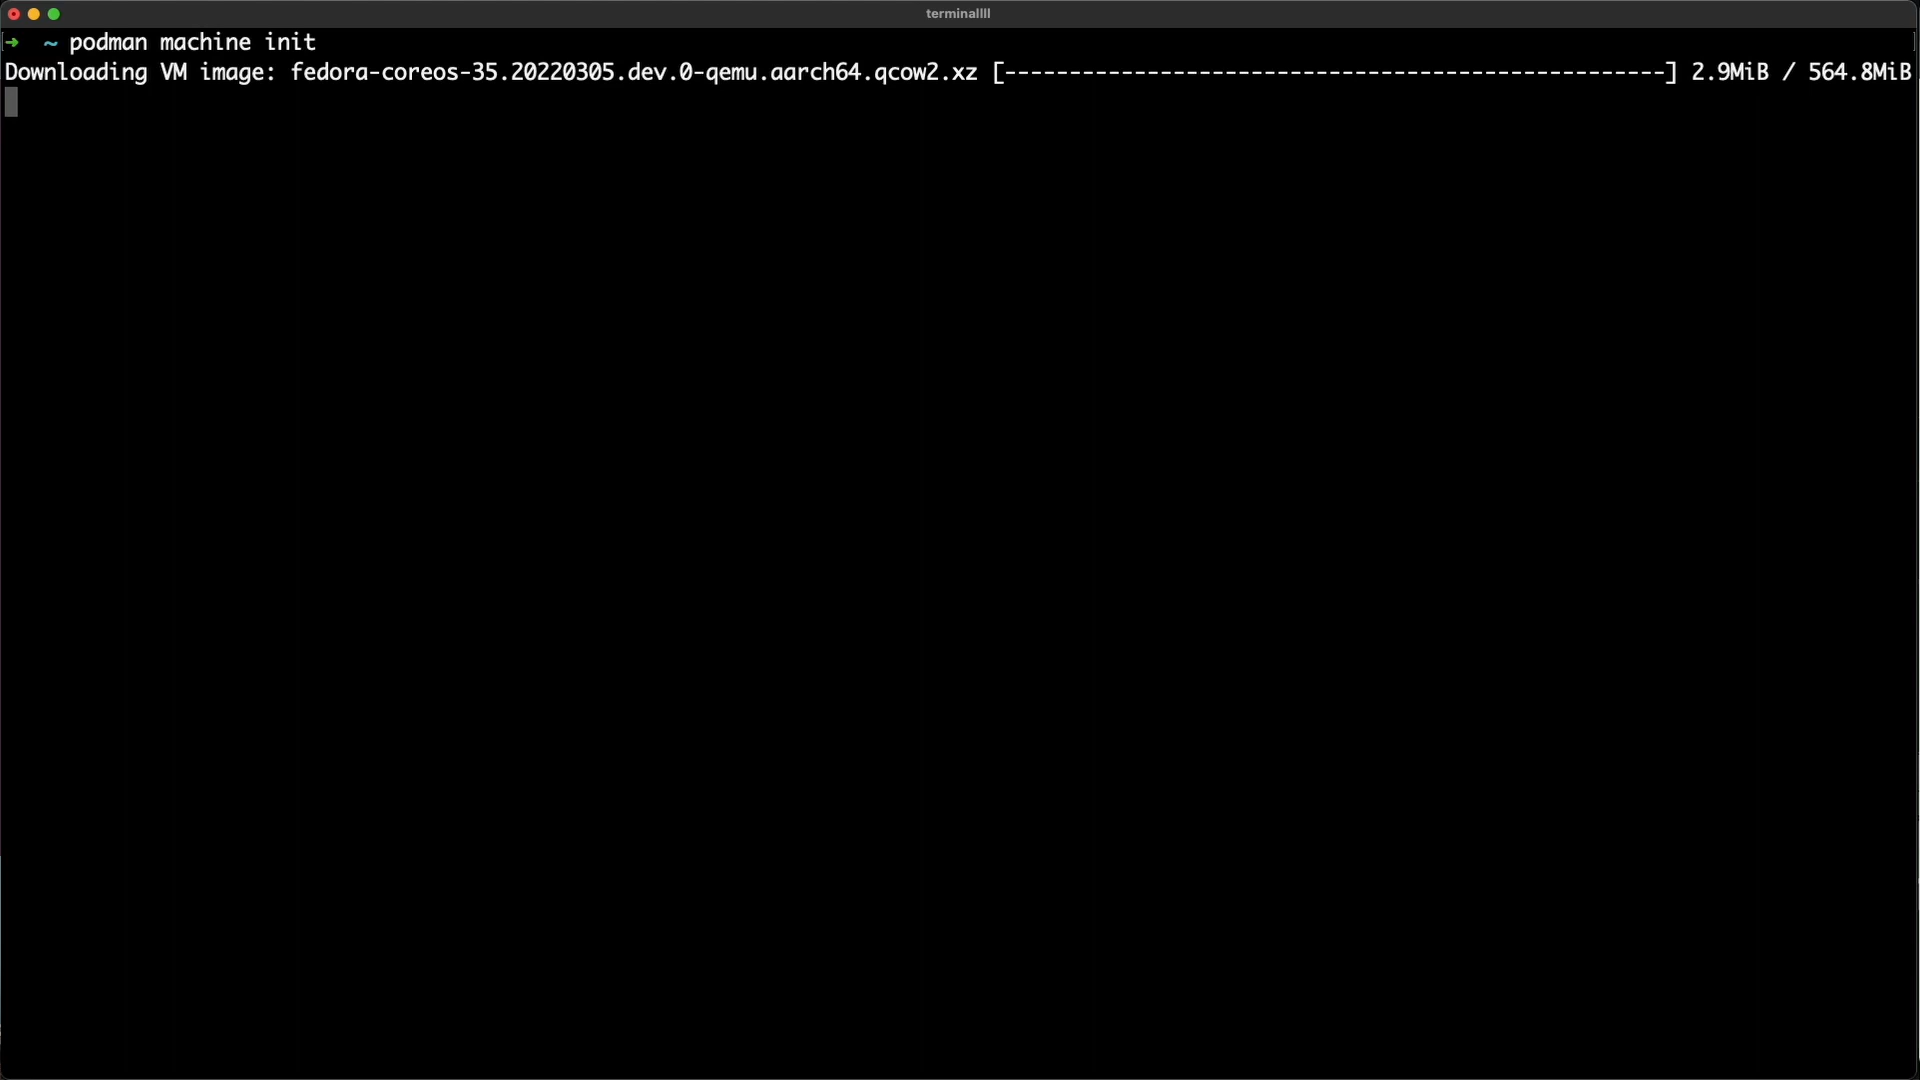 terminallll
➜ ~ podman machine init
Downloading VM image: fedora-coreos-35.20220305.dev.0-qemu.aarch64.qcow2.xz [---------------------------------------------------] 2.9MiB / 564.8MiB